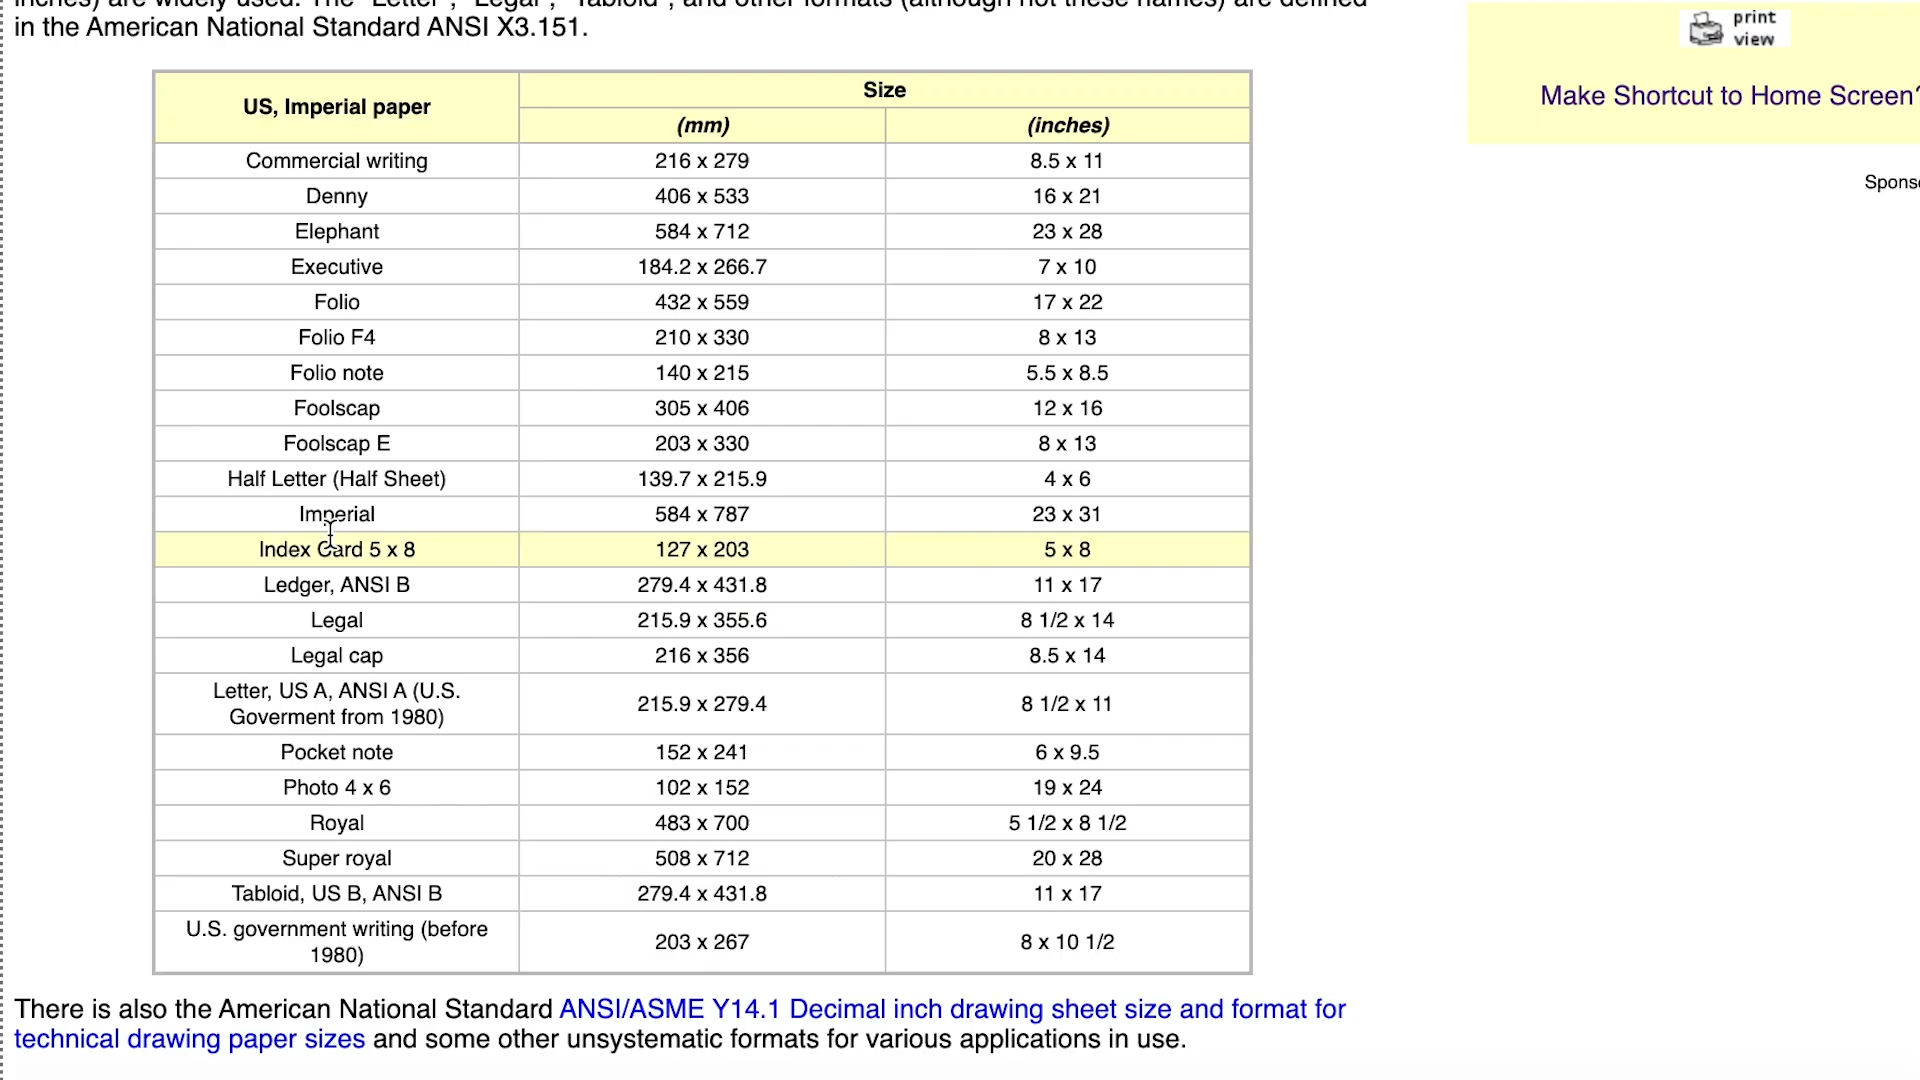 in the American National Standard ANSI X3.151.
print
view
Make Shortcut to Home Screen?
US, Imperial paper
Size
(mm) (inches)
Commercial writing 216 x 279 8.5 x 11
Denny 406 x 533 16 x 21
Elephant 584 x 712 23 x 28
Executive 184.2 x 266.7 7 x 10
Folio 432 x 559 17 x 22
Folio F4 210 x 330 8 x 13
Folio note 140 x 215 5.5 x 8.5
Foolscap 305 x 406 12 x 16
Foolscap E 203 x 330 8 x 13
Half Letter (Half Sheet) 139.7 x 215.9 4 x 6
Imperial 584 x 787 23 x 31
Index Card 5 x 8 127 x 203 5 x 8
Ledger, ANSI B 279.4 x 431.8 11 x 17
Legal 215.9 x 355.6 8 1/2 x 14
Legal cap 216 x 356 8.5 x 14
Letter, US A, ANSI A (U.S.
Goverment from 1980) 215.9 x 279.4 8 1/2 x 11
Pocket note 152 x 241 6 x 9.5
Photo 4 x 6 102 x 152 19 x 24
Royal 483 x 700 5 1/2 x 8 1/2
Super royal 508 x 712 20 x 28
Tabloid, US B, ANSI B 279.4 x 431.8 11 x 17
U.S. government writing (before
1980) 203 x 267 8 x 10 1/2
There is also the American National Standard ANSI/ASME Y14.1 Decimal inch drawing sheet size and format for
technical drawing paper sizes and some other unsystematic formats for various applications in use.